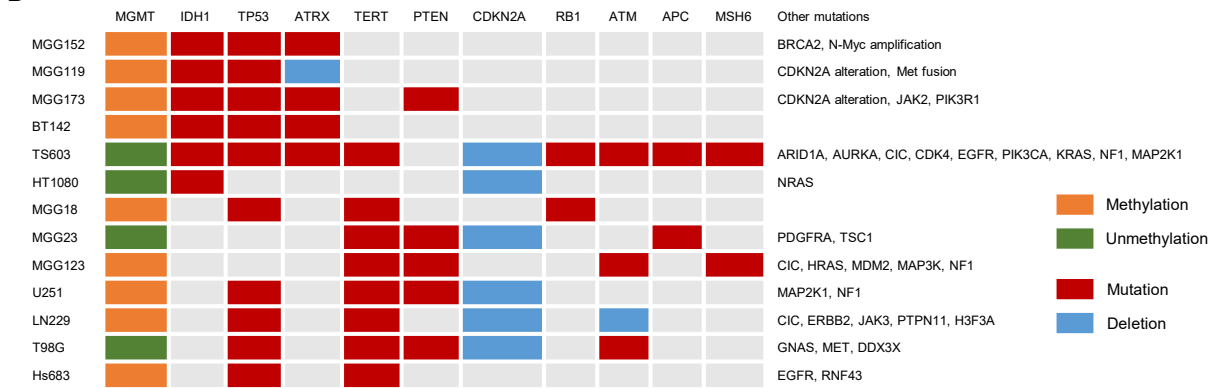 MGMT IDH1 TP53 ATRX TERT PTEN CDKN2A RB1 ATM APC MSH6 Other mutations
MGG152 BRCA2, N-Myc amplification
MGG119 CDKN2A alteration, Met fusion
MGG173 CDKN2A alteration, JAK2, PIK3R1
BT142
TS603 ARID1A, AURKA, CIC, CDK4, EGFR, PIK3CA, KRAS, NF1, MAP2K1
HT1080 NRAS
MGG18 Methylation
MGG23 PDGFRA, TSC1 Unmethylation
MGG123 CIC, HRAS, MDM2, MAP3K, NF1
U251 MAP2K1, NF1 Mutation
LN229 CIC, ERBB2, JAK3, PTPN11, H3F3A Deletion
T98G GNAS, MET, DDX3X
Hs683 EGFR, RNF43